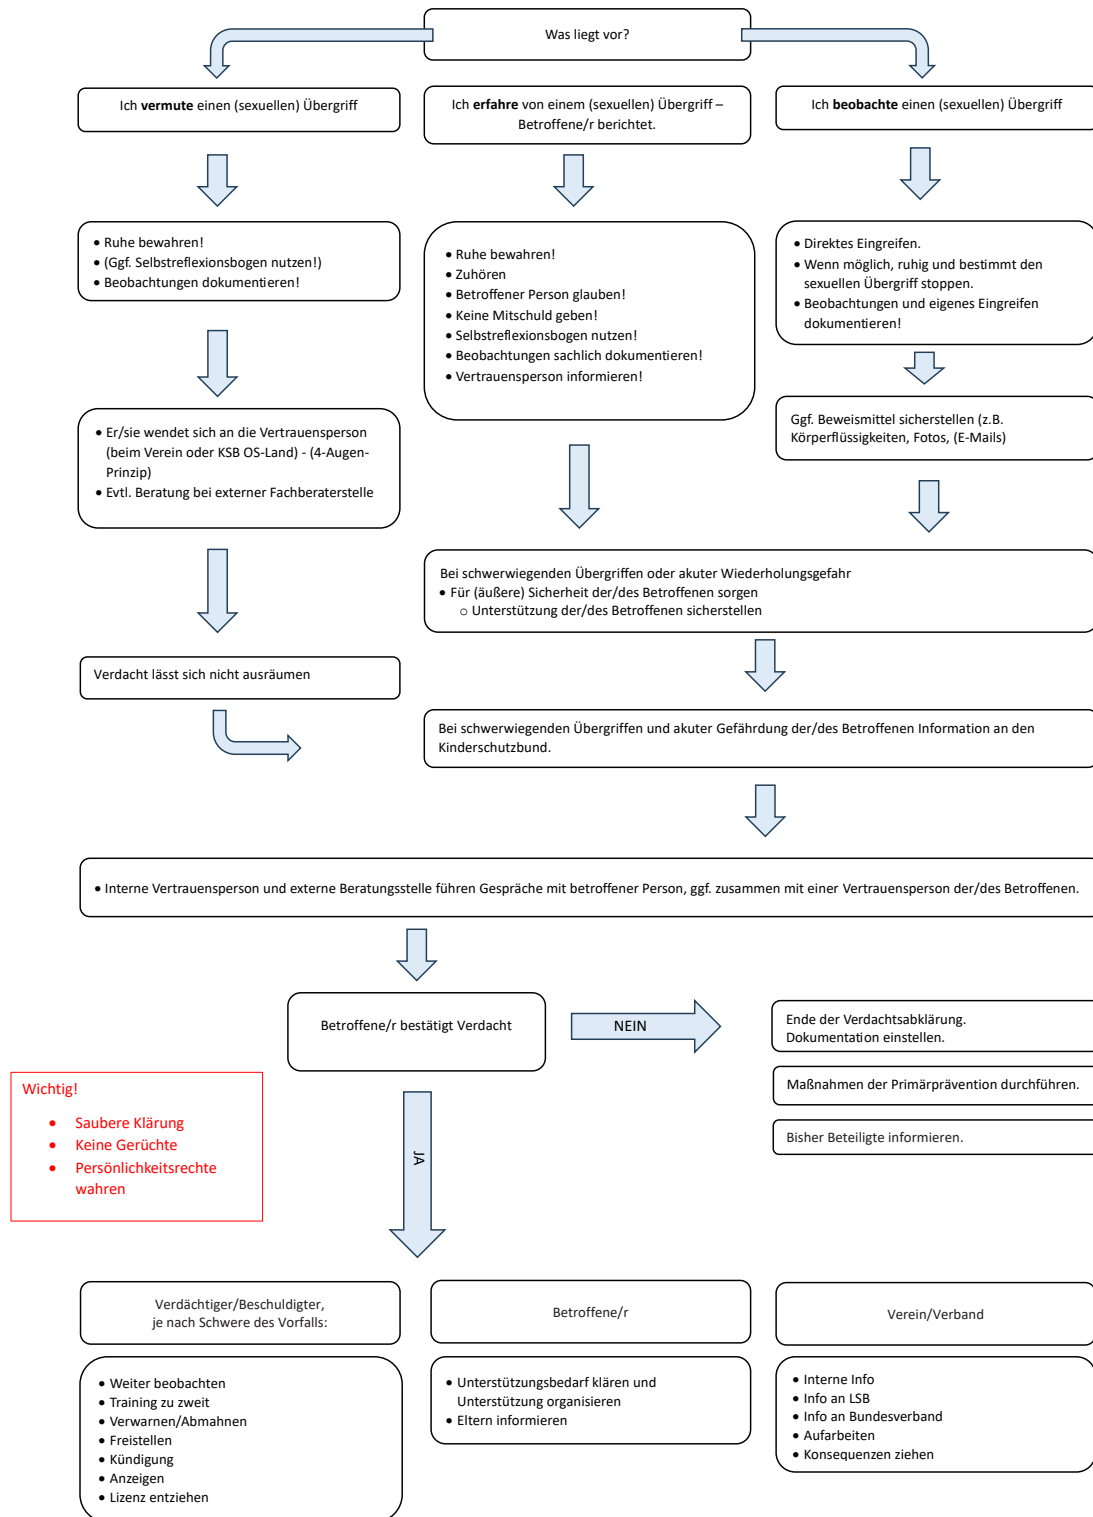 Was liegt vor?
Ich vermute einen (sexuellen) Übergriff
Ich erfahre von einem (sexuellen) Übergriff –
Betroffene/r berichtet.
Ich beobachte einen (sexuellen) Übergriff
• Ruhe bewahren!
• (Ggf. Selbstreflexionsbogen nutzen!)
• Beobachtungen dokumentieren!
• Ruhe bewahren!
• Zuhören
• Betroffener Person glauben!
• Keine Mitschuld geben!
• Selbstreflexionsbogen nutzen!
• Beobachtungen sachlich dokumentieren!
• Vertrauensperson informieren!
• Direktes Eingreifen.
• Wenn möglich, ruhig und bestimmt den
sexuellen Übergriff stoppen.
• Beobachtungen und eigenes Eingreifen
dokumentieren!
• Er/sie wendet sich an die Vertrauensperson
(beim Verein oder KSB OS-Land) - (4-Augen-
Prinzip)
• Evtl. Beratung bei externer Fachberaterstelle
Ggf. Beweismittel sicherstellen (z.B.
Körperflüssigkeiten, Fotos, (E-Mails)
Bei schwerwiegenden Übergriffen oder akuter Wiederholungsgefahr
• Für (äußere) Sicherheit der/des Betroffenen sorgen
o Unterstützung der/des Betroffenen sicherstellen
Verdacht lässt sich nicht ausräumen
Bei schwerwiegenden Übergriffen und akuter Gefährdung der/des Betroffenen Information an den
Kinderschutzbund.
• Interne Vertrauensperson und externe Beratungsstelle führen Gespräche mit betroffener Person, ggf. zusammen mit einer Vertrauensperson der/des Betroffenen.
Betroffene/r bestätigt Verdacht
NEIN
Ende der Verdachtsabklärung.
Dokumentation einstellen.
Maßnahmen der Primärprävention durchführen.
Bisher Beteiligte informieren.
Wichtig!
• Saubere Klärung
• Keine Gerüchte
• Persönlichkeitsrechte
wahren
JA
Verdächtiger/Beschuldigter,
je nach Schwere des Vorfalls:
Betroffene/r
Verein/Verband
• Weiter beobachten
• Training zu zweit
• Verwarnen/Abmahnen
• Freistellen
• Kündigung
• Anzeigen
• Lizenz entziehen
• Unterstützungsbedarf klären und
Unterstützung organisieren
• Eltern informieren
• Interne Info
• Info an LSB
• Info an Bundesverband
• Aufarbeiten
• Konsequenzen ziehen